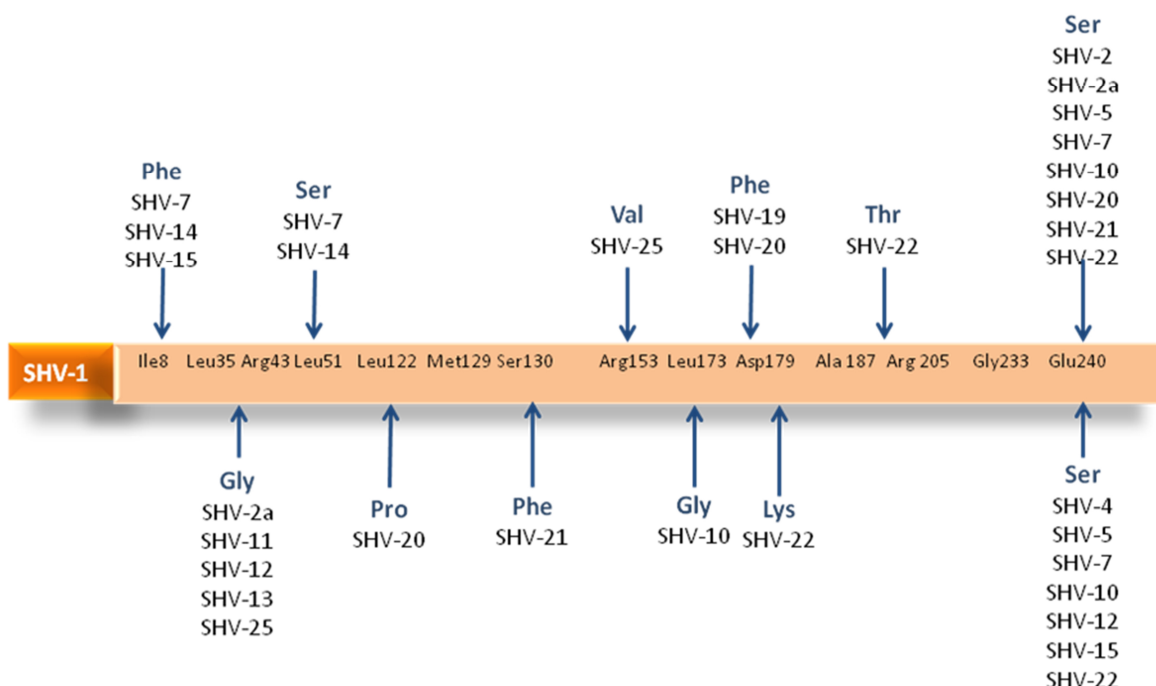 Ser
SHV-2
SHV-2a
SHV-5
SHV-7
SHV-10
SHV-20
SHV-21
SHV-22
Phe
SHV-7
SHV-14
SHV-15
Ser
SHV-7
SHV-14
Val
SHV-25
Phe
SHV-19
SHV-20
Thr
SHV-22
SHV-1
Ile8 Leu35 Arg43 Leu51 Leu122 Met129 Ser130 Arg153 Leu173 Asp179 Ala 187 Arg 205 Gly233 Glu240
Gly
SHV-2a
SHV-11
SHV-12
SHV-13
SHV-25
Pro
SHV-20
Phe
SHV-21
Gly
SHV-10
Lys
SHV-22
Ser
SHV-4
SHV-5
SHV-7
SHV-10
SHV-12
SHV-15
SHV-22